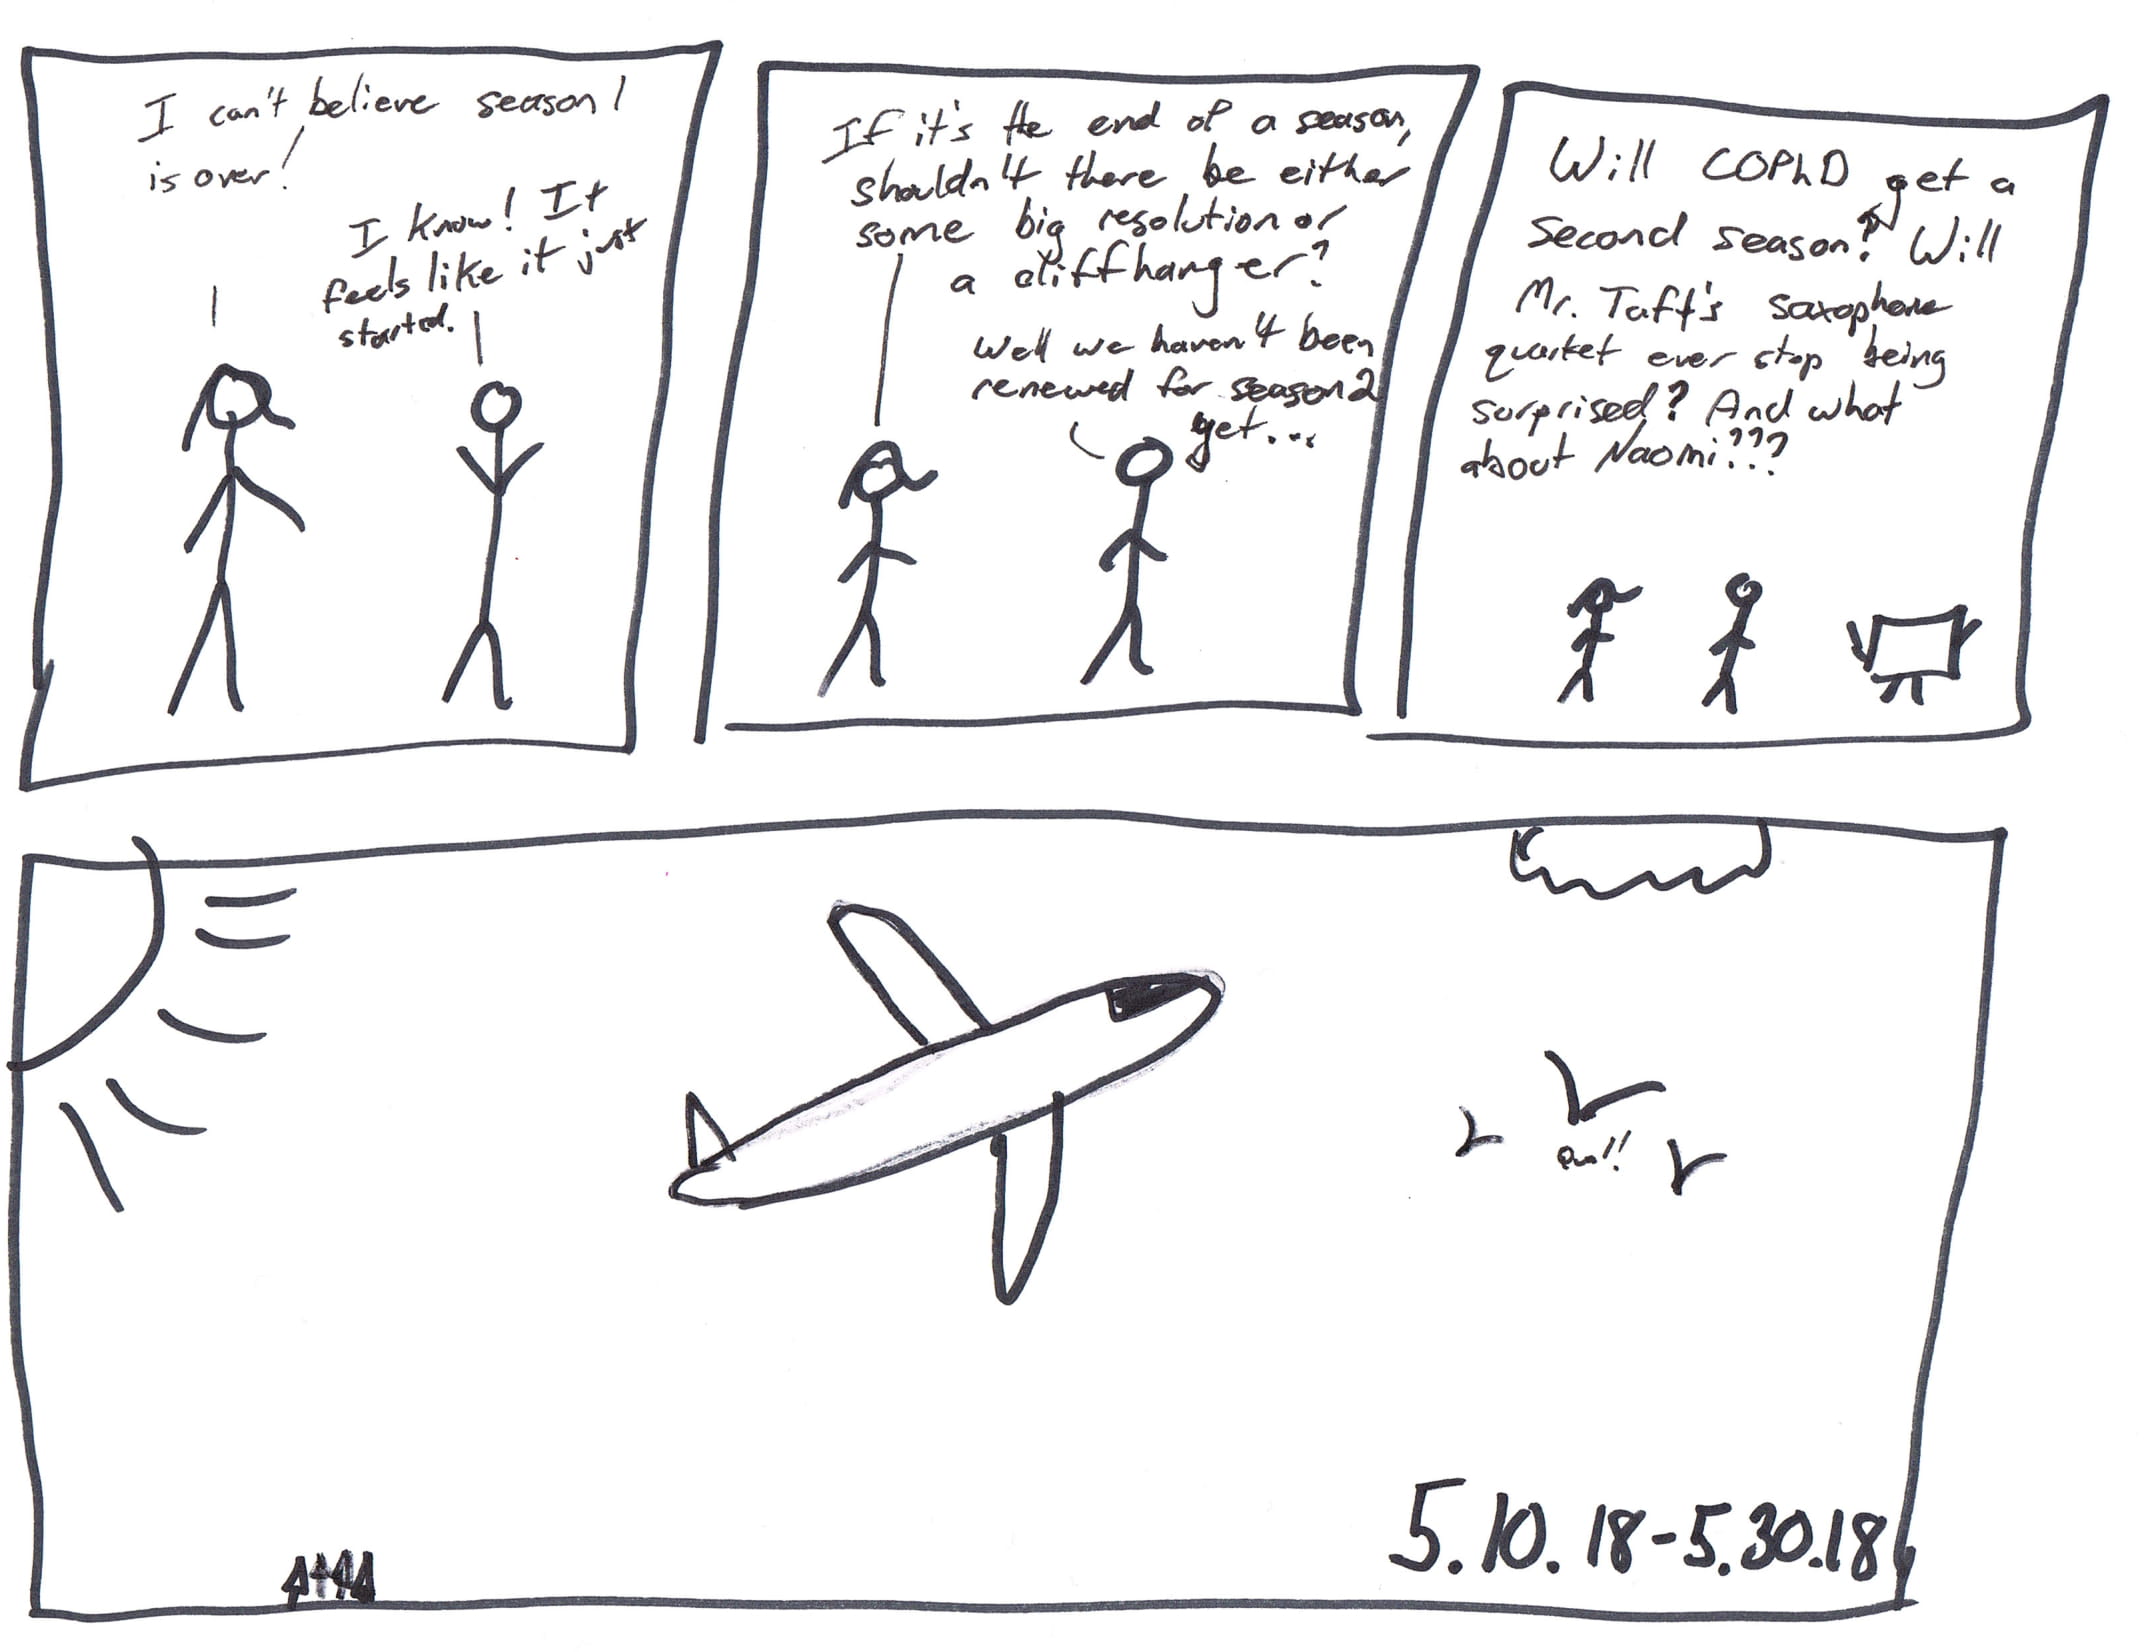 I can't believe season 1
is over!
I know! It
feels like it just
started.
If it's the end of a season,
shouldn't there be either
some big resolution or
a cliffhanger?
Well we haven't been
renewed for season 2
yet...
Will COPhD get a
second season? Will
Mr. Taft's saxophone
quartet ever stop being
surprised? And what
about Naomi???
5.10.18-5.30.18